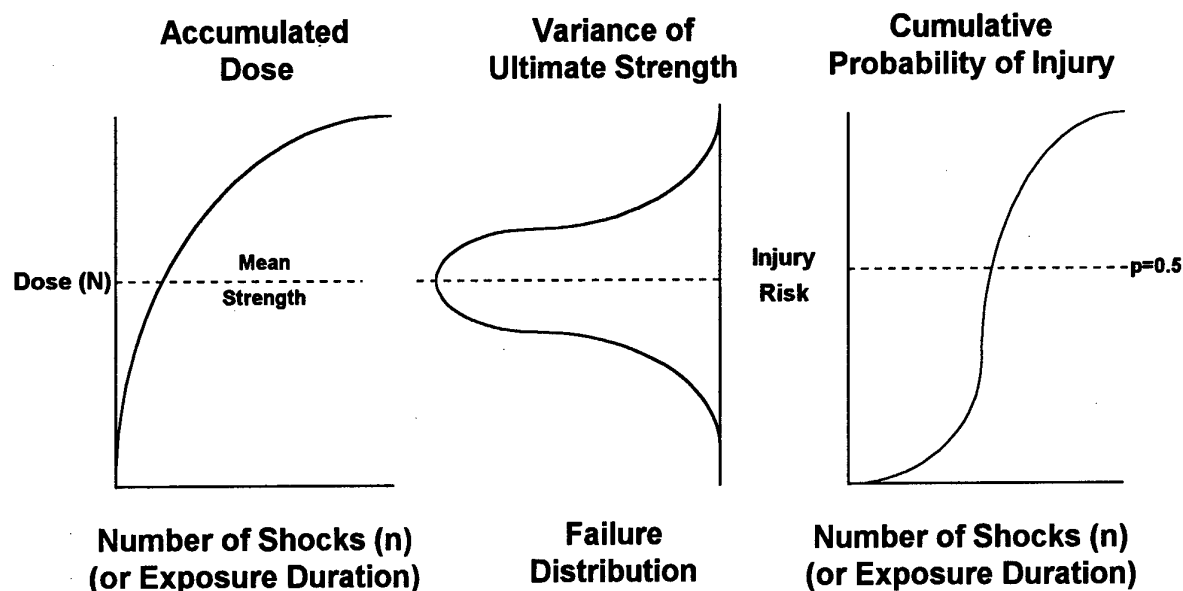 Accumulated
Dose
Variance of
Ultimate Strength
Cumulative
Probability of Injury
Dose (N)
Mean
Strength
Injury
Risk
p=0.5
Number of Shocks (n)
(or Exposure Duration)
Failure
Distribution
Number of Shocks (n)
(or Exposure Duration)